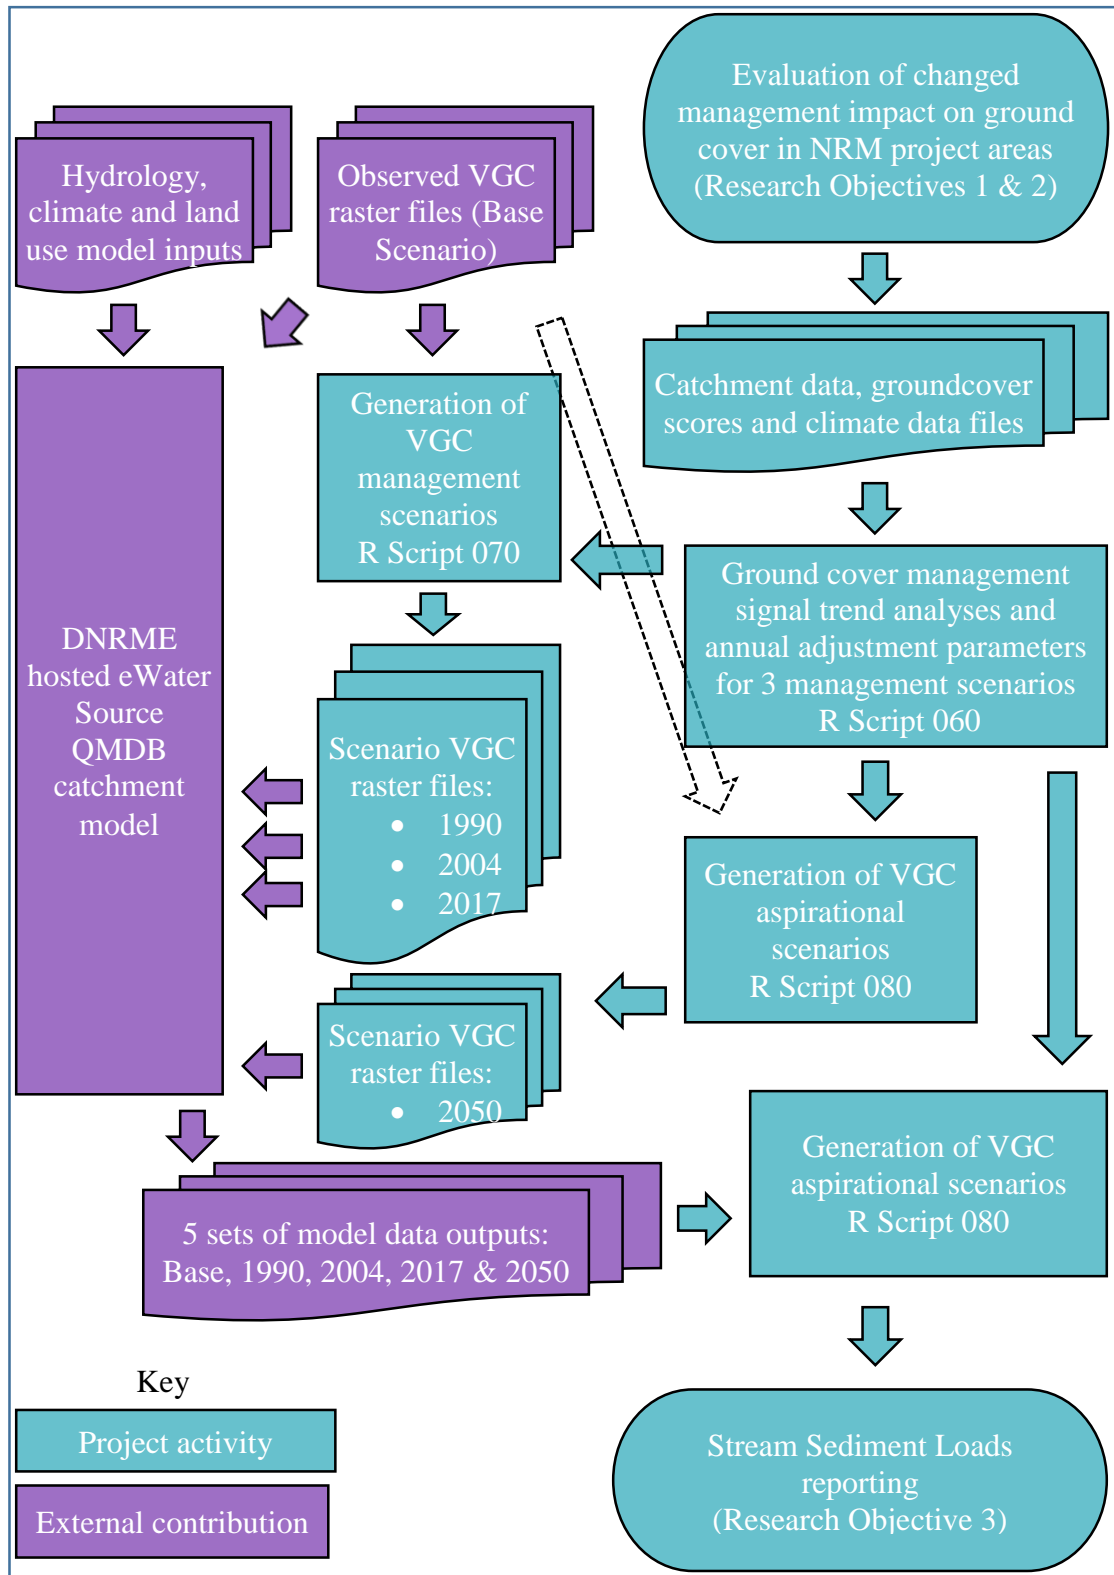 Evaluation of changed
management impact on ground
cover in NRM project areas
(Research Objectives 1 & 2)
Hydrology,
climate and land
use model inputs
Observed VGC
raster files (Base
Scenario)
Catchment data, groundcover
scores and climate data files
Generation of
VGC
management
scenarios
R Script 070
Ground cover management
signal trend analyses and
annual adjustment parameters
for 3 management scenarios
R Script 060
DNRME
hosted eWater
Source
QMDB
catchment
model
Scenario VGC
raster files:
• 1990
• 2004
• 2017
Generation of VGC
aspirational
scenarios
R Script 080
Scenario VGC
raster files:
• 2050
Generation of VGC
aspirational scenarios
R Script 080
5 sets of model data outputs:
Base, 1990, 2004, 2017 & 2050
Key
Project activity
External contribution
Stream Sediment Loads
reporting
(Research Objective 3)